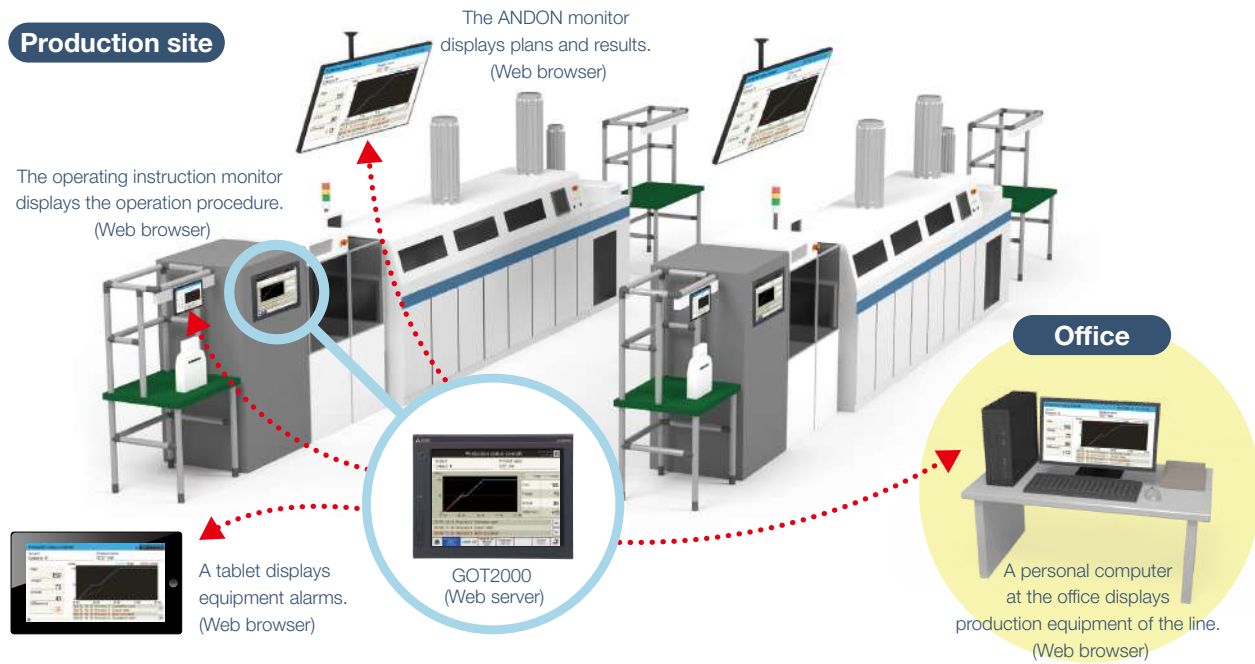 Production site
The ANDON monitor
displays plans and results.
(Web browser)
The operating instruction monitor
displays the operation procedure.
(Web browser)
Office
GOT2000
(Web server)
A tablet displays
equipment alarms.
(Web browser)
A personal computer
at the office displays
production equipment of the line.
(Web browser)